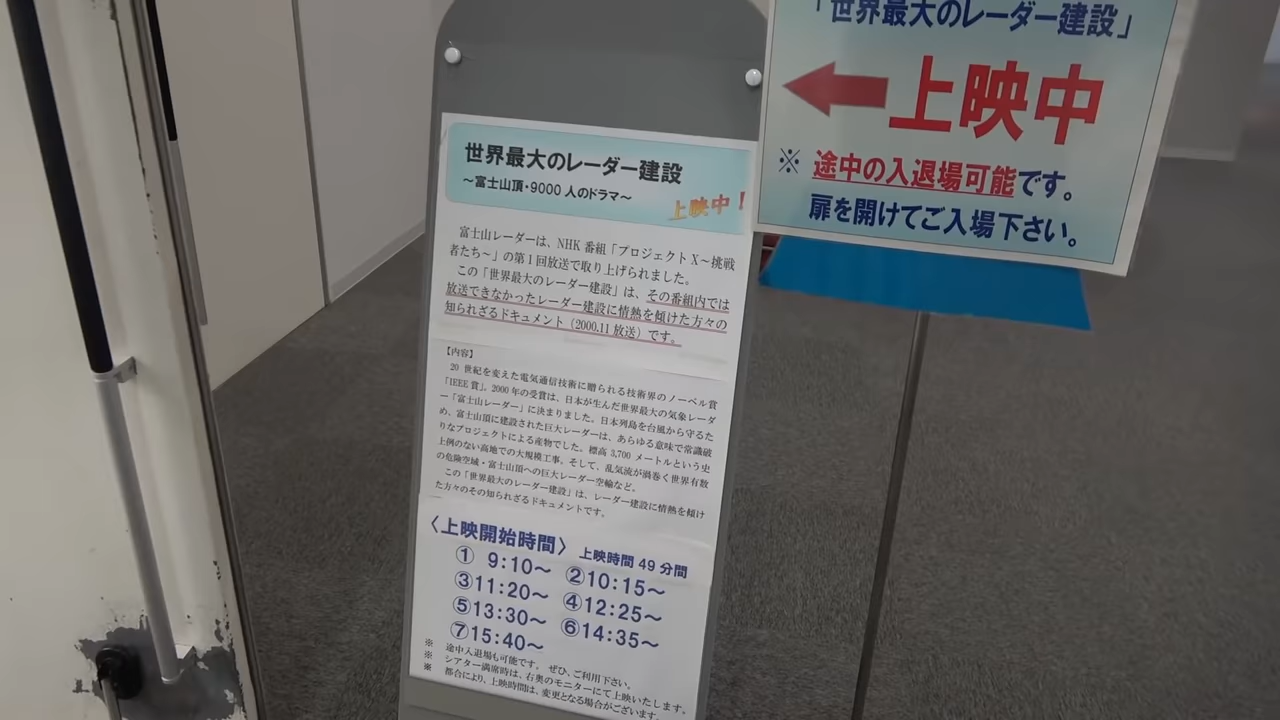 「世界最大のレーダー建設」
上映中
※ 途中の入退場可能です。
扉を開けてご入場下さい。
世界最大のレーダー建設
～富士山頂・9000人のドラマ～
上映中！
富士山レーダーは、NHK 番組「プロジェクトX～挑戦
者たち～」の第1回放送で取り上げられました。
この「世界最大のレーダー建設」は、その番組内では
放送できなかったレーダー建設に情熱を傾けた方々の
知られざるドキュメント（2000.11 放送）です。
【内容】
20 世紀を変えた電気通信技術に贈られる技術界のノーベル賞
「IEEE賞」。2000年の受賞は、日本が生んだ世界最大の気象レーダ
ー「富士山レーダー」に決まりました。日本列島を台風から守るた
め、富士山頂に建設された巨大レーダーは、あらゆる意味で常識破
りなプロジェクトによる産物でした。標高 3,700 メートルという史
上例のない高地での大規模工事。そして、乱気流が渦巻く世界有数
の危険空域・富士山頂への巨大レーダー空輸など。
この「世界最大のレーダー建設」は、レーダー建設に情熱を傾け
た方々のその知られざるドキュメントです。
〈上映開始時間〉 上映時間 49 分間
① 9:10～ ②10:15～
③11:20～ ④12:25～
⑤13:30～ ⑥14:35～
⑦15:40～
※ 途中入退場も可能です。ぜひ、ご利用下さい。
※ シアター満席時は、右奥のモニターにて上映いたします。
※ 都合により、上映時間は、変更となる場合がございます。